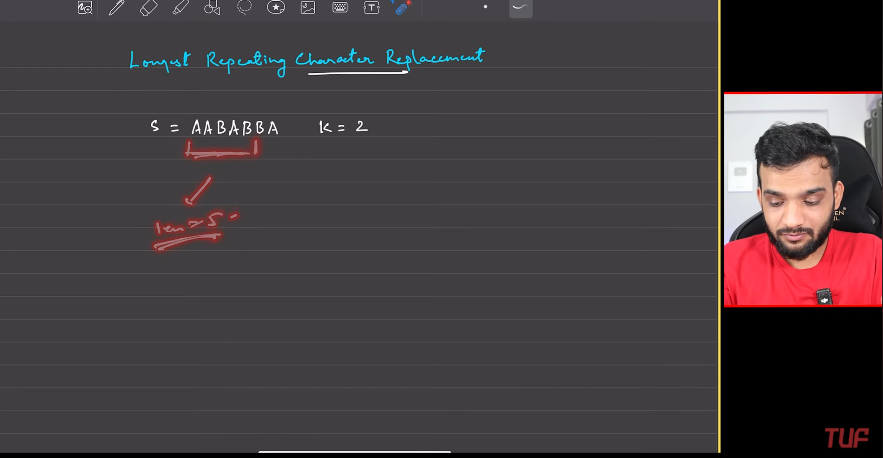 Longest Repeating Character Replacement
S = AABABBA K = 2
len = 5
TUF